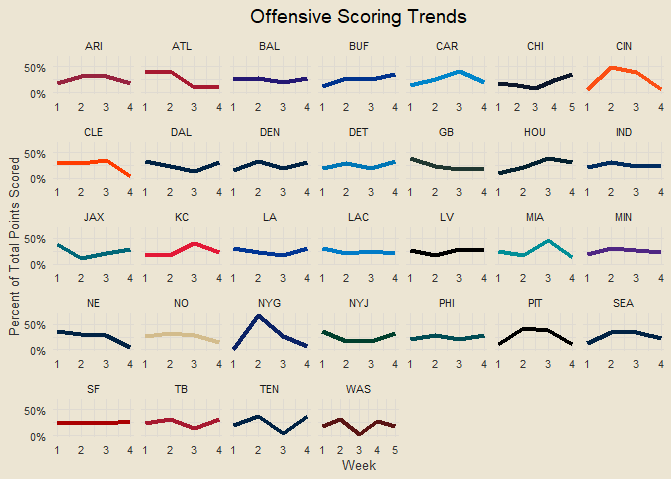 Offensive Scoring Trends
ARI ATL BAL BUF CAR CHI CIN
50%
0%
1 2 3 4 1 2 3 4 1 2 3 4 1 2 3 4 1 2 3 4 1 2 3 4 5 1 2 3 4
CLE DAL DEN DET GB HOU IND
50%
0%
1 2 3 4 1 2 3 4 1 2 3 4 1 2 3 4 1 2 3 4 1 2 3 4 1 2 3 4
JAX KC LA LAC LV MIA MIN
50%
0%
1 2 3 4 1 2 3 4 1 2 3 4 1 2 3 4 1 2 3 4 1 2 3 4 1 2 3 4
NE NO NYG NYJ PHI PIT SEA
50%
0%
1 2 3 4 1 2 3 4 1 2 3 4 1 2 3 4 1 2 3 4 1 2 3 4 1 2 3 4
SF TB TEN WAS
50%
0%
1 2 3 4 1 2 3 4 1 2 3 4 1 2 3 4 5
Week
Percent of Total Points Scored